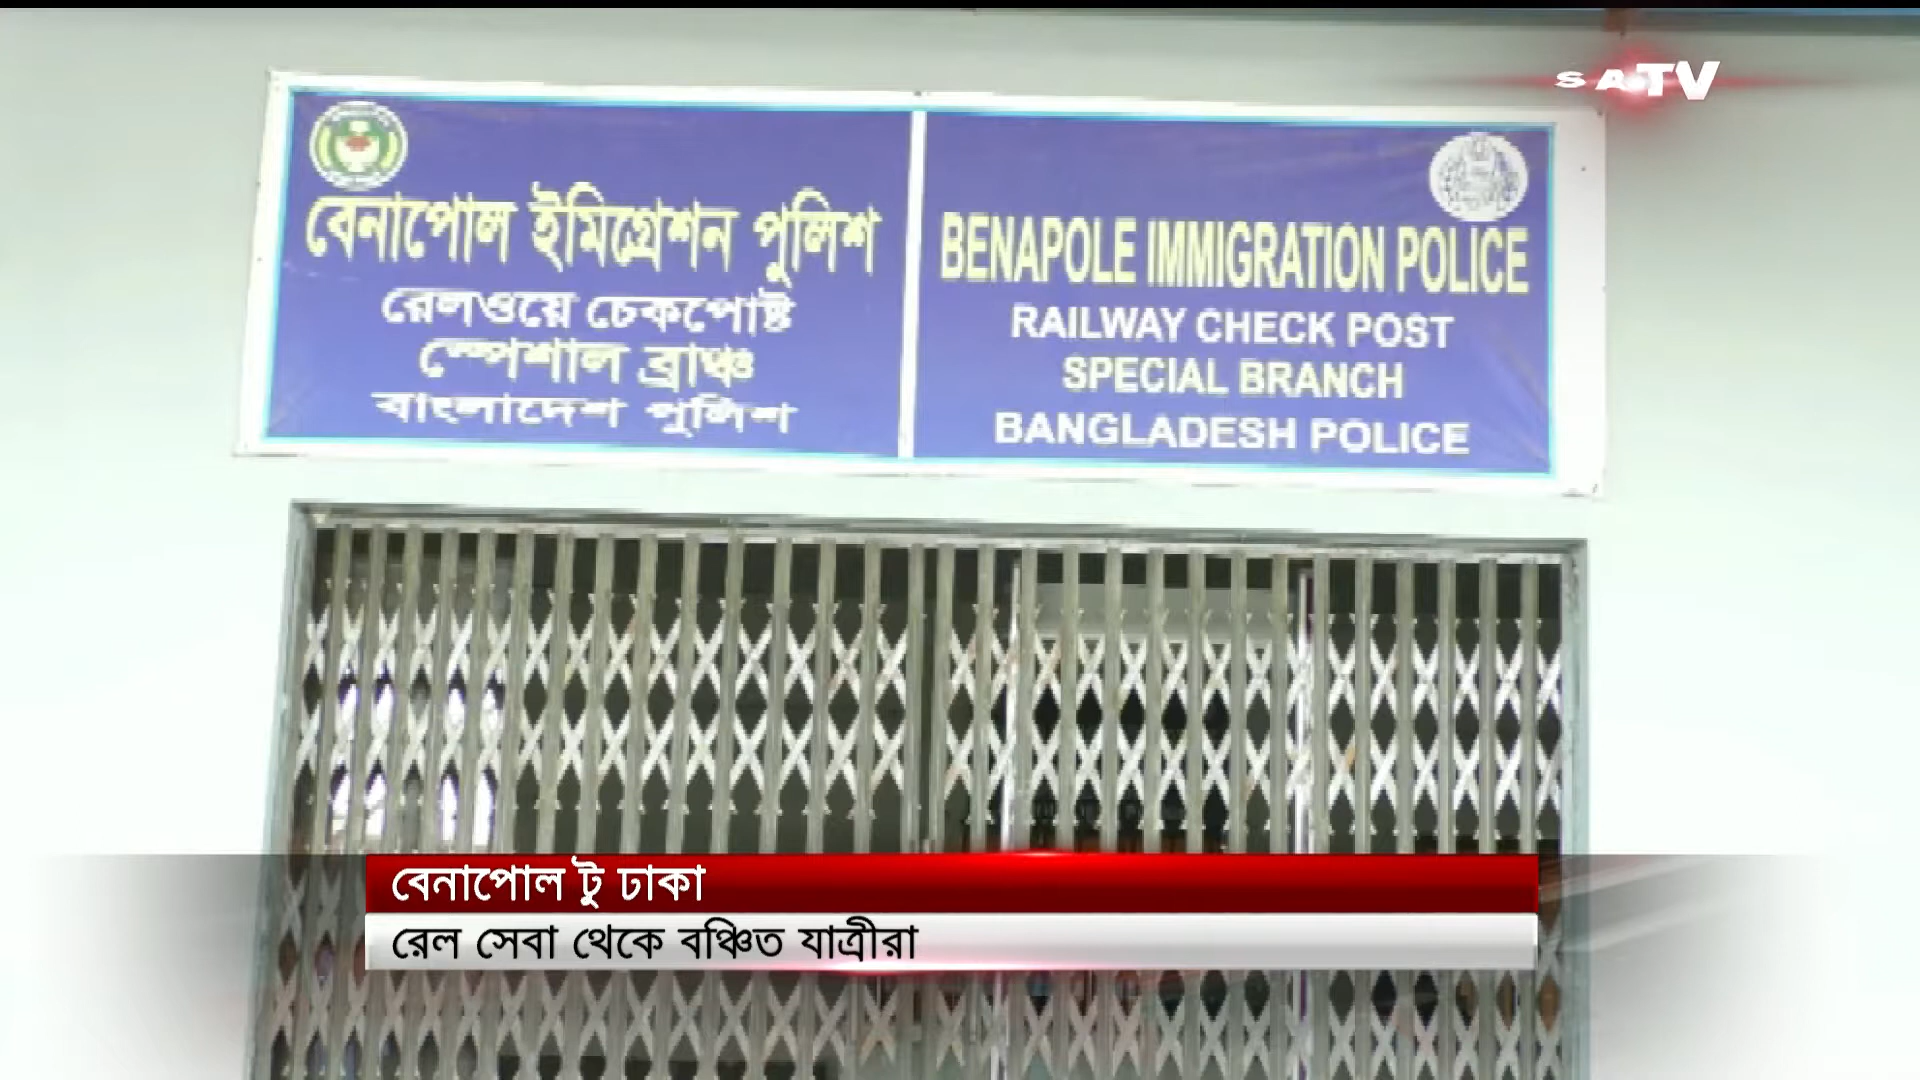 SATV
বেনাপোল ইমিগ্রেশন পুলিশ
রেলওয়ে চেকপোষ্ট
স্পেশাল ব্রাঞ্চ
বাংলাদেশ পুলিশ
BENAPOLE IMMIGRATION POLICE
RAILWAY CHECK POST
SPECIAL BRANCH
BANGLADESH POLICE
বেনাপোল টু ঢাকা
রেল সেবা থেকে বঞ্চিত যাত্রীরা